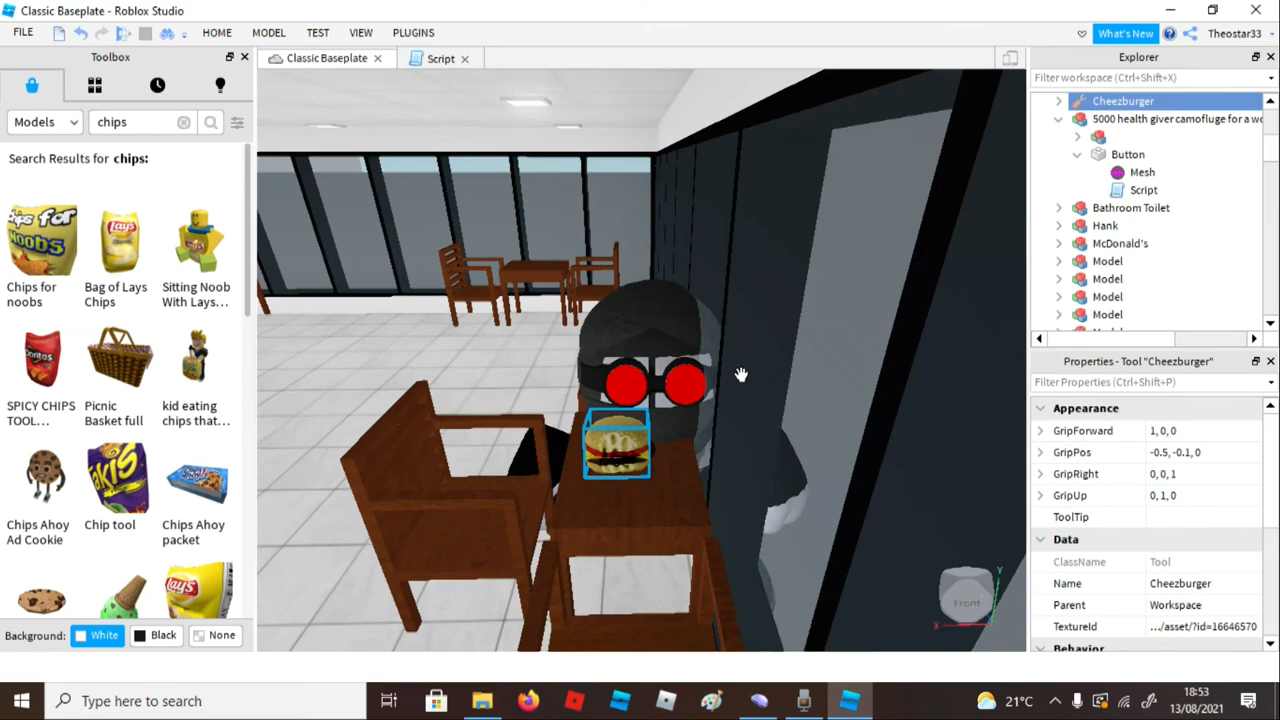 Classic Baseplate - Roblox Studio
FILE HOME MODEL TEST VIEW PLUGINS What's New Theostar33
Toolbox
Models chips
Search Results for chips:
Chips for noobs
Bag of Lays Chips
Sitting Noob With Lays...
SPICY CHIPS TOOL...
Picnic Basket full
kid eating chips that...
Chips Ahoy Ad Cookie
Chip tool
Chips Ahoy packet
Background: White Black None
Classic Baseplate Script
Front
Y
X
Explorer
Filter workspace (Ctrl+Shift+X)
Cheezburger
5000 health giver camofluge for a wo
Button
Mesh
Script
Bathroom Toilet
Hank
McDonald's
Model
Model
Model
Model
Properties - Tool "Cheezburger"
Filter Properties (Ctrl+Shift+P)
Appearance
GripForward 1, 0, 0
GripPos -0.5, -0.1, 0
GripRight 0, 0, 1
GripUp 0, 1, 0
ToolTip
Data
ClassName Tool
Name Cheezburger
Parent Workspace
TextureId .../asset/?id=16646570
Behavior
Type here to search
21°C
18:53
13/08/2021